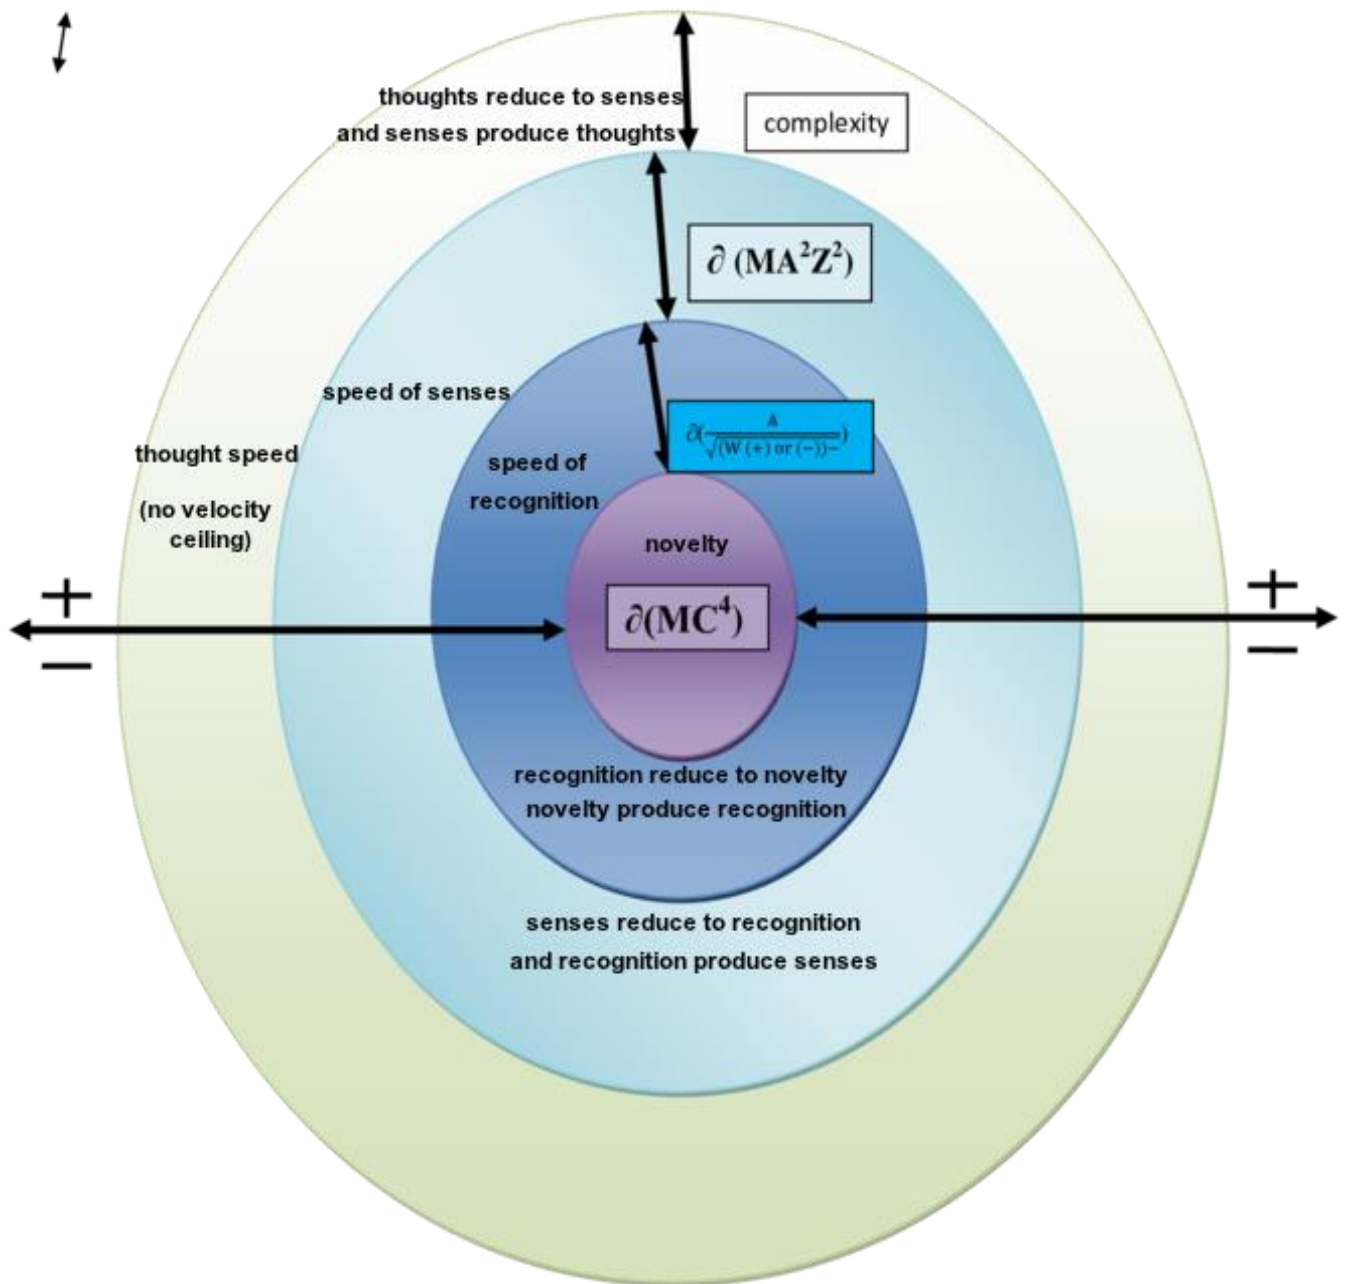 thoughts reduce to senses
and senses produce thoughts
complexity
∂ (MA²Z²)
speed of senses
thought speed
(no velocity
ceiling)
speed of
recognition
∂(A/√((W (+) or (−))−)
novelty
∂(MC⁴)
+
−
+
−
recognition reduce to novelty
novelty produce recognition
senses reduce to recognition
and recognition produce senses